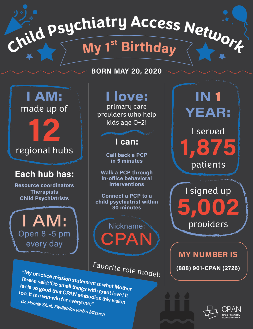 Child Psychiatry Access Network
My 1st Birthday
BORN MAY 20, 2020
I AM:
made up of
12
regional hubs
Each hub has:
Resource coordinators
Therapists
Child Psychiatrists
I AM:
Open 8 -5 pm
every day
I love:
primary care
providers who help
kids age 0-21
I can:
Call back a PCP
in 5 minutes
Walk a PCP through
in-office behavioral
interventions
Connect a PCP to a
child psychiatrist within
30 minutes
Nickname:
CPAN
Favorite role model:
IN 1
YEAR:
I served
1,875
patients
I signed up
5,002
providers
MY NUMBER IS
(888) 901-CPAN (2726)
CPAN